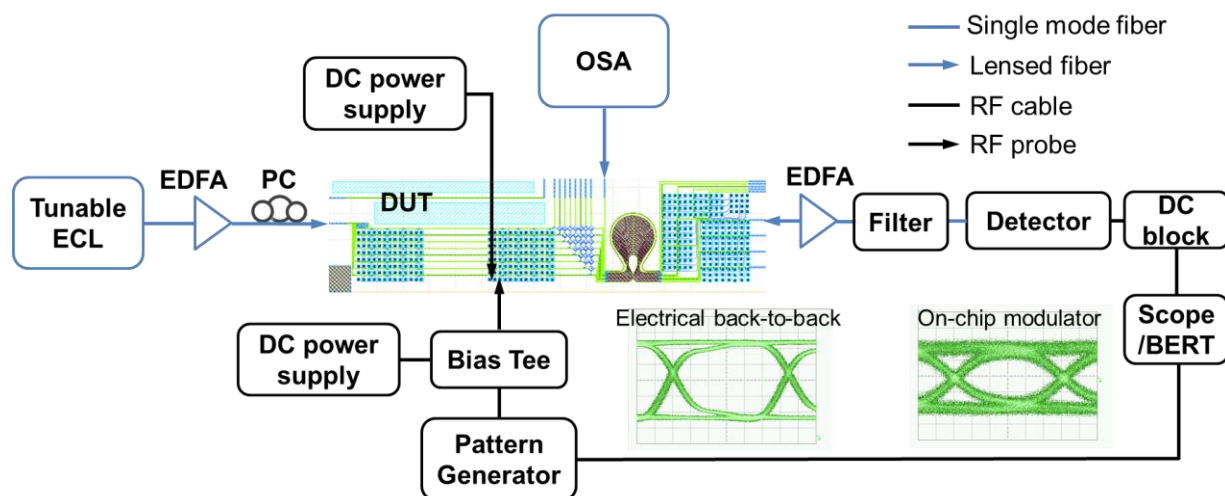 OSA
Single mode fiber
Lensed fiber
RF cable
RF probe
DC power
supply
Tunable
ECL
EDFA
PC
DUT
EDFA
Filter
Detector
DC
block
DC power
supply
Bias Tee
Pattern
Generator
Electrical back-to-back
On-chip modulator
Scope
/BERT